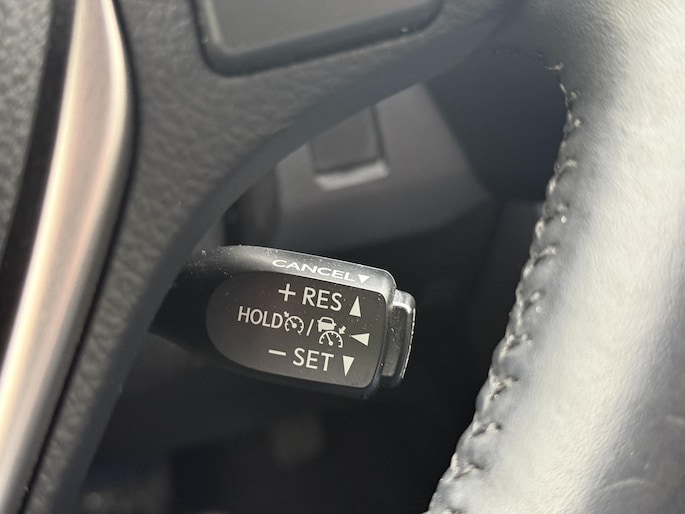 CANCEL▼
+ RES ▲
HOLD / ◄
− SET ▼